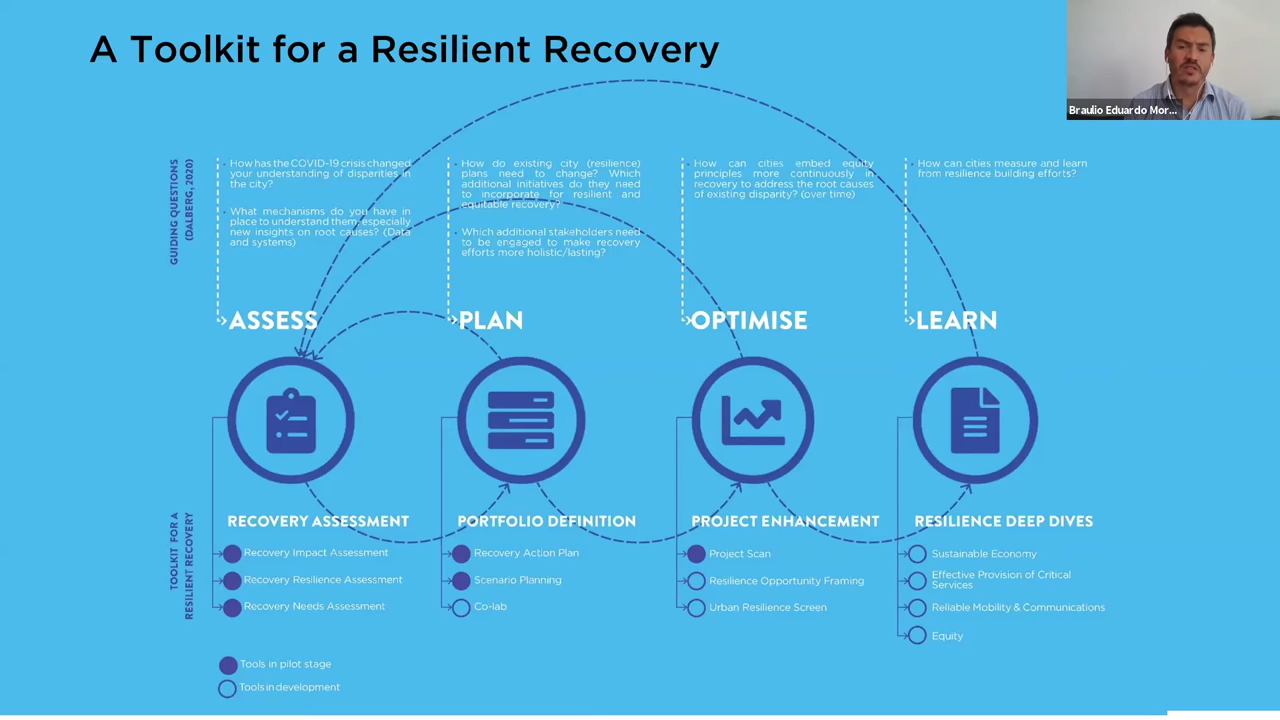 A Toolkit for a Resilient Recovery
Braulio Eduardo Mor...
GUIDING QUESTIONS
(DALBERG, 2020)
• How has the COVID-19 crisis changed
your understanding of disparities in
the city?
• What mechanisms do you have in
place to understand them, especially
new insights on root causes? (Data
and systems)
• How do existing city (resilience)
plans need to change? Which
additional initiatives do they need
to incorporate for resilient and
equitable recovery?
• Which additional stakeholders need
to be engaged to make recovery
efforts more holistic/lasting?
• How can cities embed equity
principles more continuously in
recovery to address the root causes
of existing disparity? (over time)
• How can cities measure and learn
from resilience building efforts?
ASSESS
PLAN
OPTIMISE
LEARN
TOOLKIT FOR A
RESILIENT RECOVERY
RECOVERY ASSESSMENT
Recovery Impact Assessment
Recovery Resilience Assessment
Recovery Needs Assessment
PORTFOLIO DEFINITION
Recovery Action Plan
Scenario Planning
Co-lab
PROJECT ENHANCEMENT
Project Scan
Resilience Opportunity Framing
Urban Resilience Screen
RESILIENCE DEEP DIVES
Sustainable Economy
Effective Provision of Critical
Services
Reliable Mobility & Communications
Equity
Tools in pilot stage
Tools in development